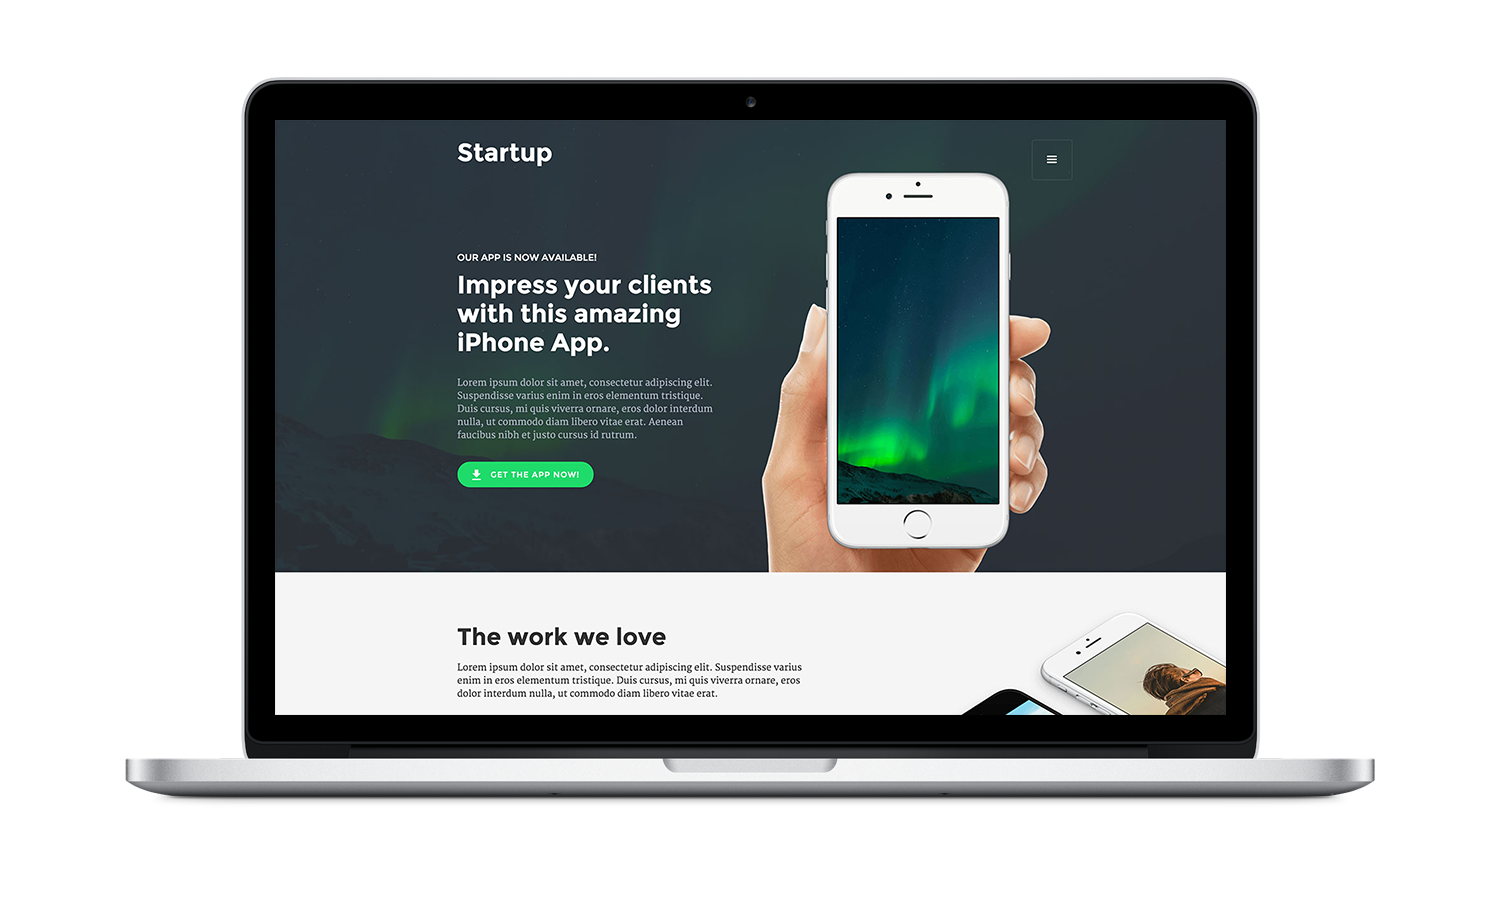 Startup
OUR APP IS NOW AVAILABLE!
Impress your clients
with this amazing
iPhone App.
Lorem ipsum dolor sit amet, consectetur adipiscing elit.
Suspendisse varius enim in eros elementum tristique.
Duis cursus, mi quis viverra ornare, eros dolor interdum
nulla, ut commodo diam libero vitae erat. Aenean
faucibus nibh et justo cursus id rutrum.
GET THE APP NOW!
The work we love
Lorem ipsum dolor sit amet, consectetur adipiscing elit. Suspendisse varius
enim in eros elementum tristique. Duis cursus, mi quis viverra ornare, eros
dolor interdum nulla, ut commodo diam libero vitae erat.